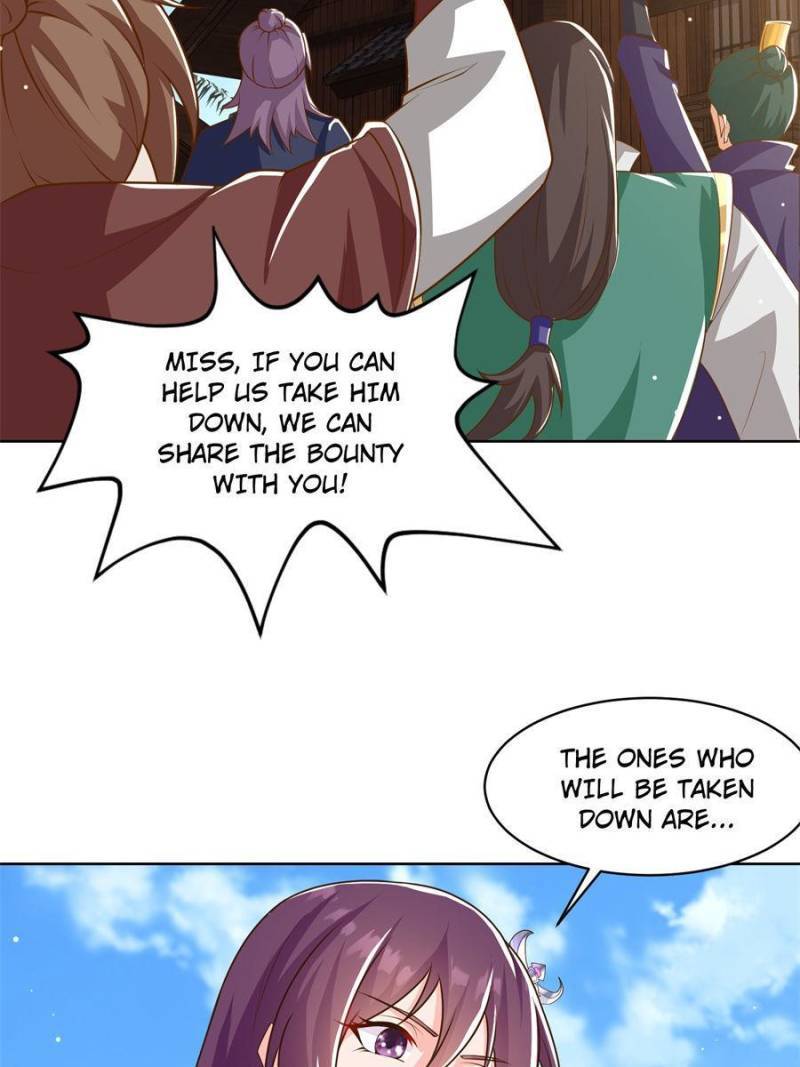 MISS, IF YOU CAN
HELP US TAKE HIM
DOWN, WE CAN
SHARE THE BOUNTY
WITH YOU!
THE ONES WHO
WILL BE TAKEN
DOWN ARE...